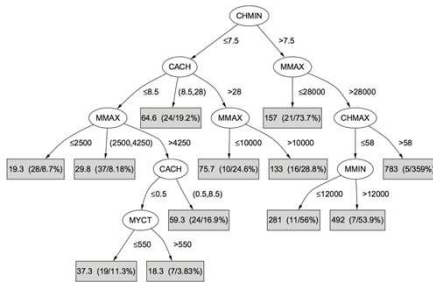 CHMIN
≤7.5 >7.5
CACH MMAX
≤8.5 (8.5,28] >28 ≤28000 >28000
MMAX 64.6 (24/19.2%) MMAX 157 (21/73.7%) CHMAX
≤2500 (2500,4250] >4250 ≤10000 >10000 ≤58 >58
19.3 (28/8.7%) 29.8 (37/8.18%) CACH 75.7 (10/24.6%) 133 (16/28.8%) MMIN 783 (5/359%)
≤0.5 (0.5,8.5] ≤12000 >12000
MYCT 59.3 (24/16.9%) 281 (11/56%) 492 (7/53.9%)
≤550 >550
37.3 (19/11.3%) 18.3 (7/3.83%)